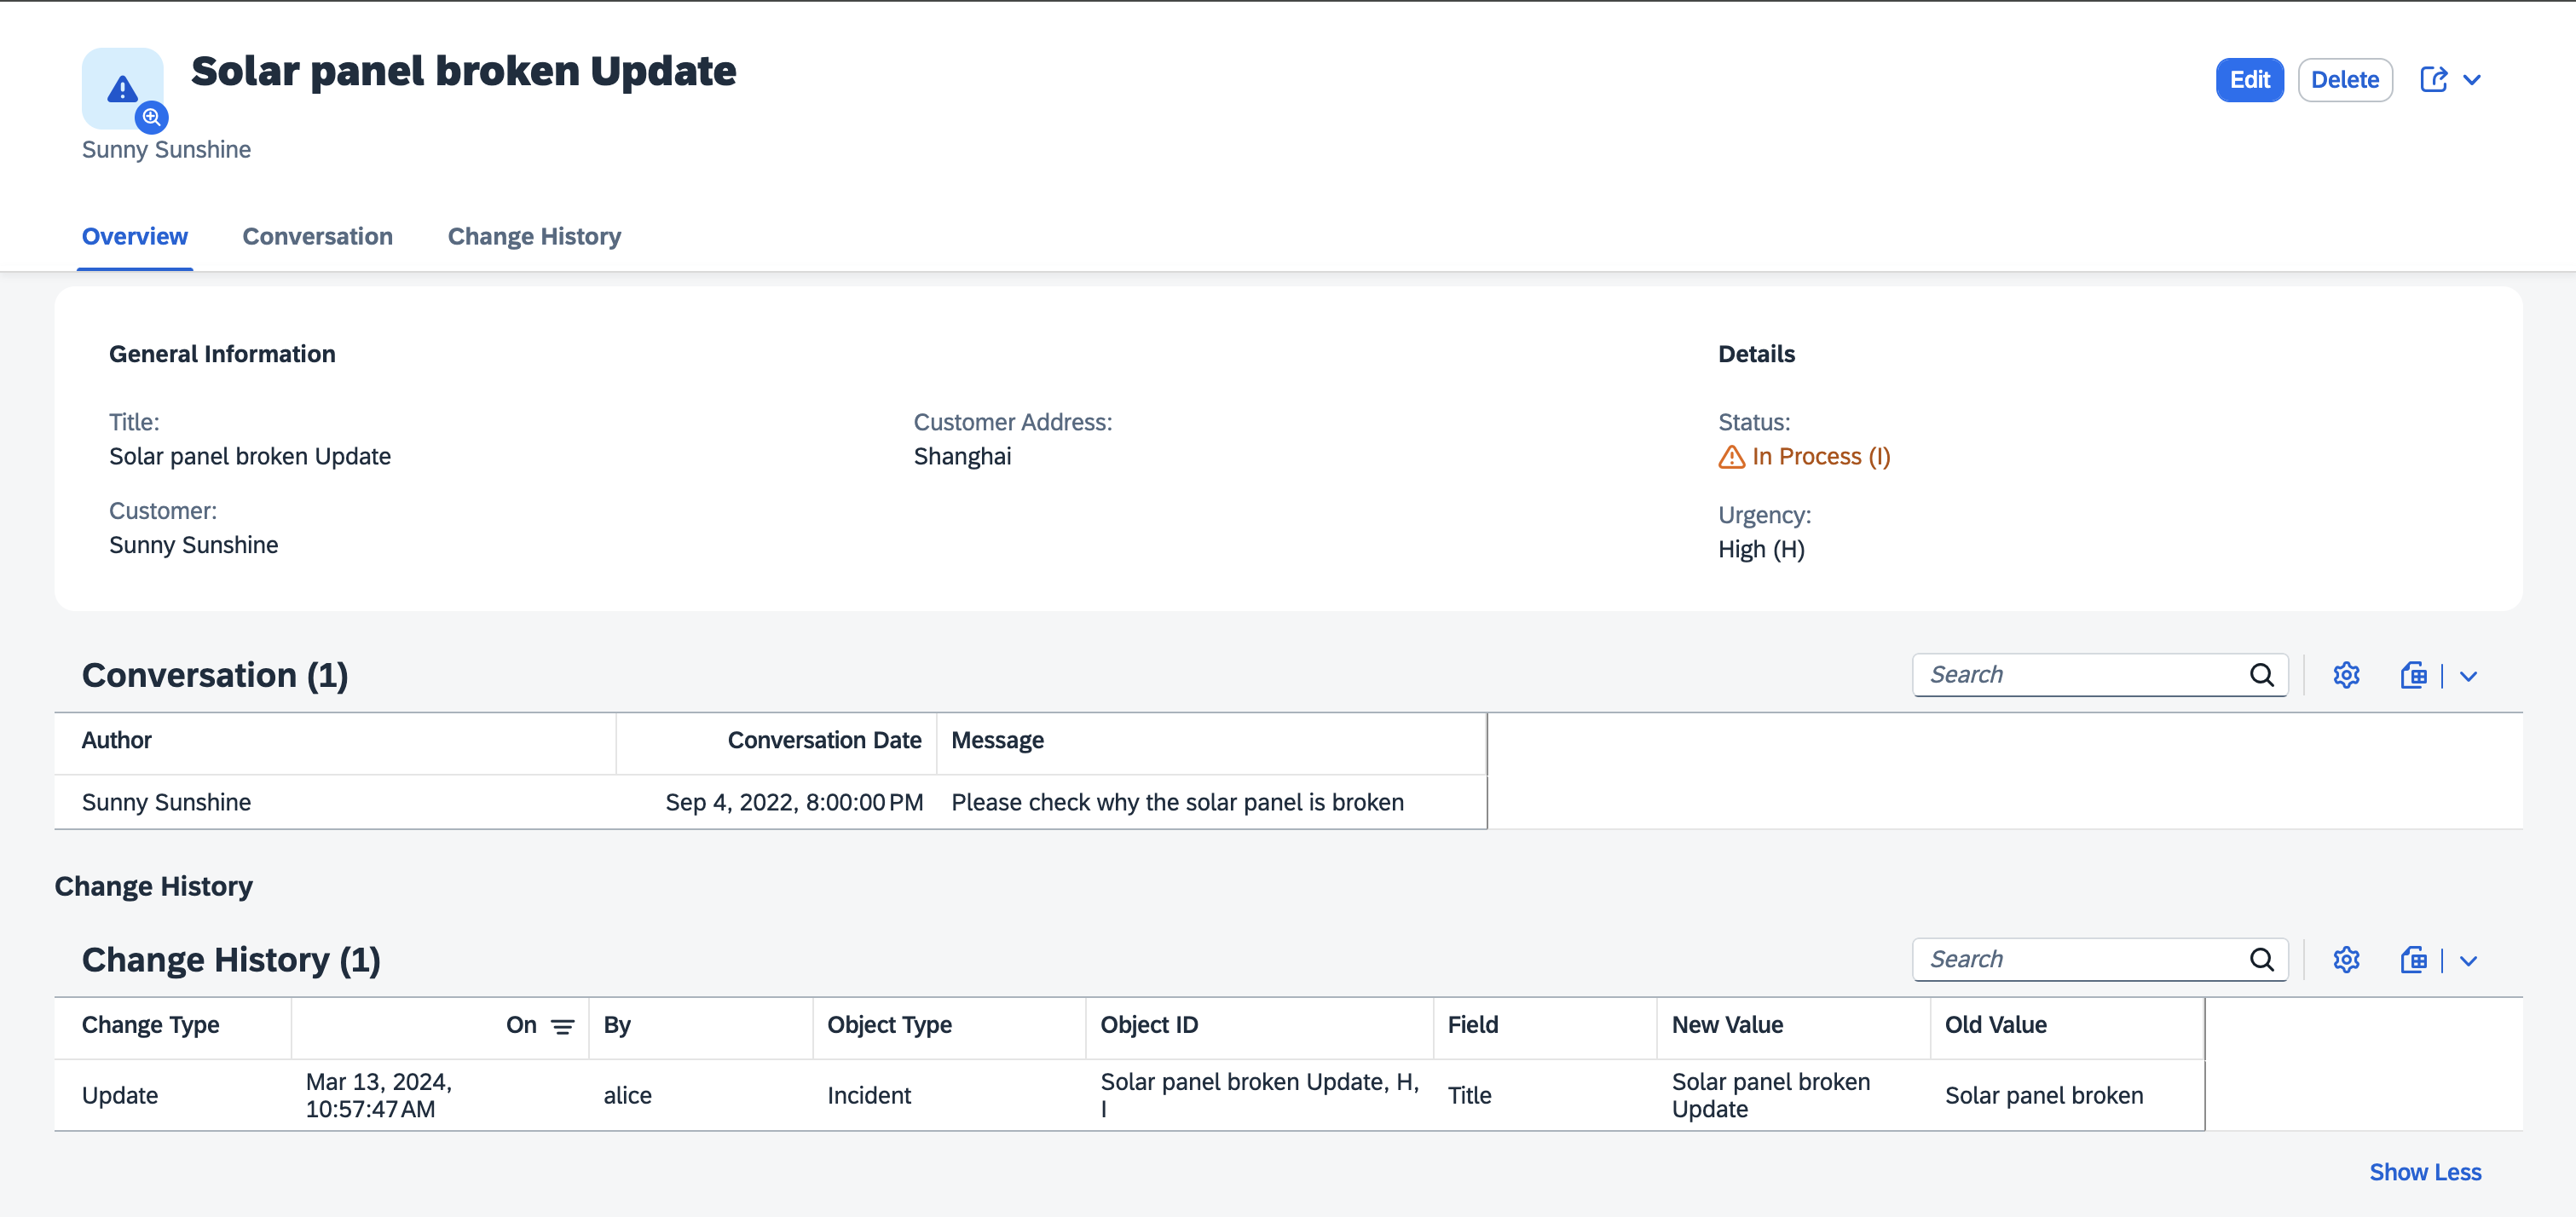 Solar panel broken Update
Edit
Delete
Sunny Sunshine
Overview
Conversation
Change History
General Information
Details
Title:
Customer Address:
Status:
Solar panel broken Update
Shanghai
In Process (I)
Customer:
Urgency:
Sunny Sunshine
High (H)
Conversation (1)
Search
Author
Conversation Date
Message
Sunny Sunshine
Sep 4, 2022, 8:00:00 PM
Please check why the solar panel is broken
Change History
Change History (1)
Search
Change Type
On
By
Object Type
Object ID
Field
New Value
Old Value
Update
Mar 13, 2024,
10:57:47 AM
alice
Incident
Solar panel broken Update, H,
I
Title
Solar panel broken
Update
Solar panel broken
Show Less